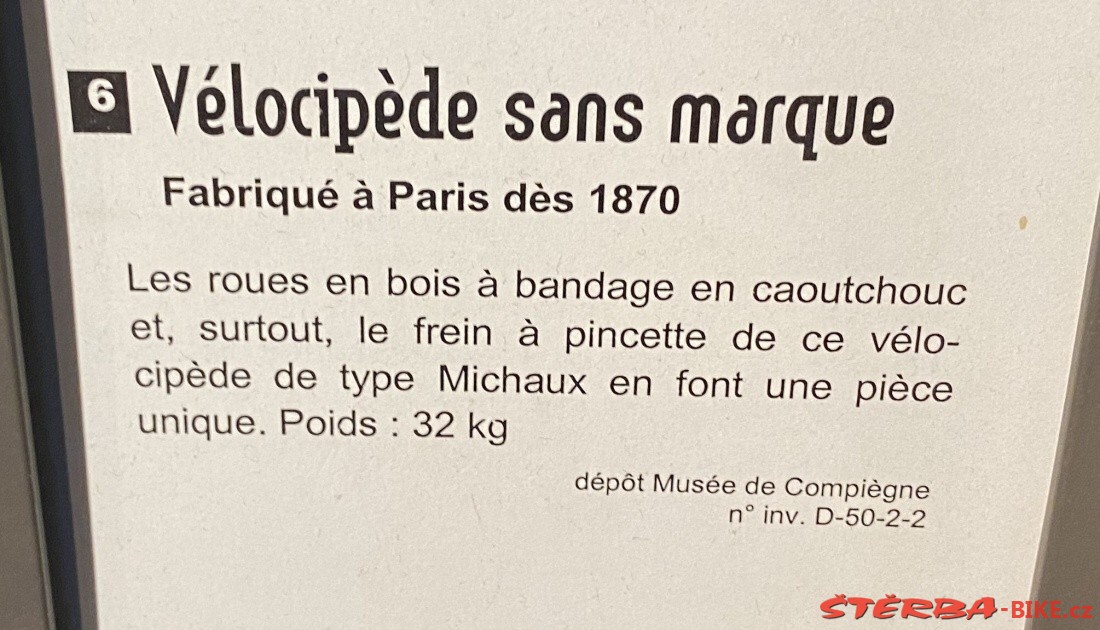 6 Vélocipède sans marque
Fabriqué à Paris dès 1870
Les roues en bois à bandage en caoutchouc
et, surtout, le frein à pincette de ce vélo-
cipède de type Michaux en font une pièce
unique. Poids : 32 kg
dépôt Musée de Compiègne
n° inv. D-50-2-2
ŠTĚRBA-BIKE.cz